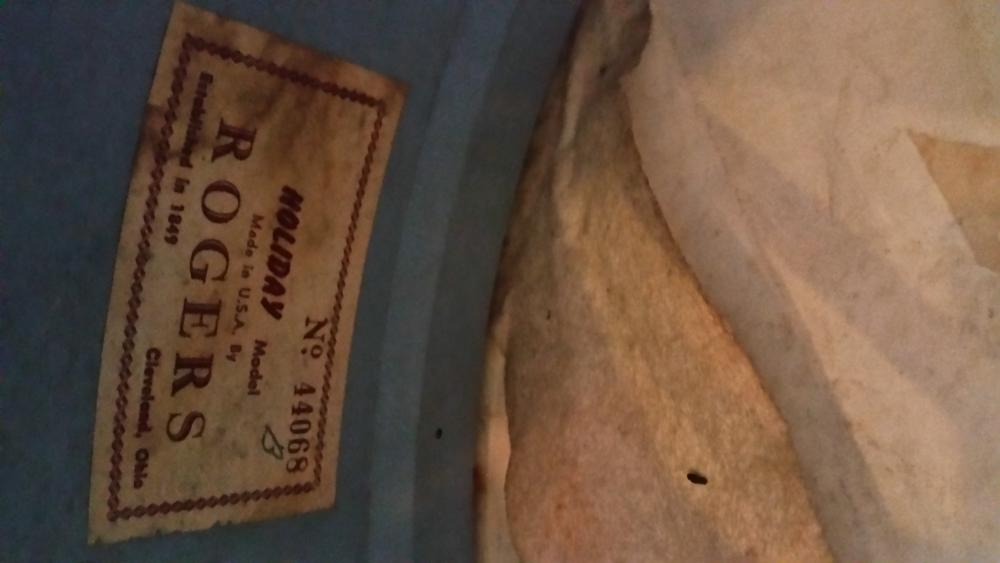 No. 44068
HOLIDAY Model B
Made in U.S.A. By
ROGERS
Established in 1849 Cleveland, Ohio